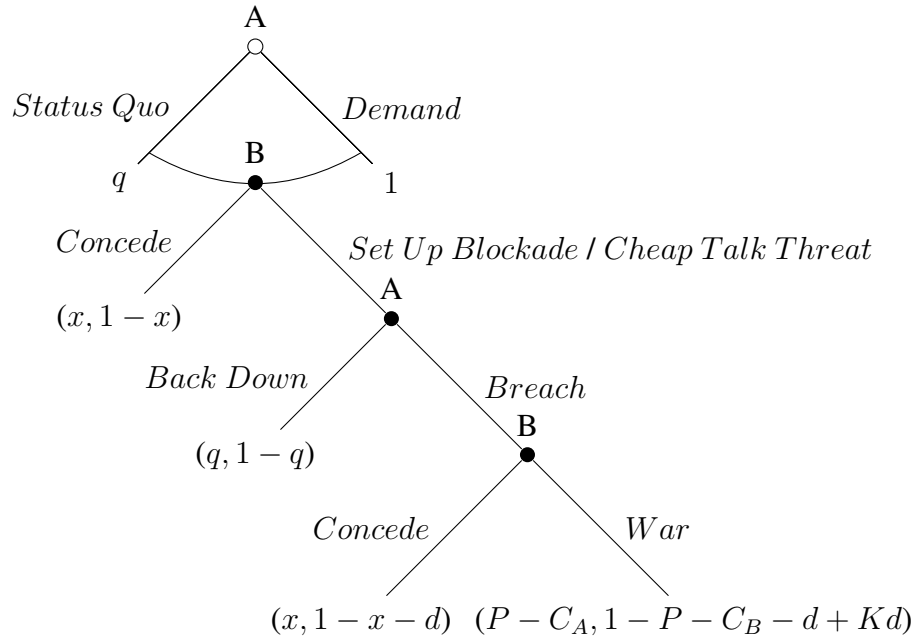 A
Status Quo
Demand
B
q
1
Concede
Set Up Blockade / Cheap Talk Threat
A
(x, 1 − x)
Back Down
Breach
B
(q, 1 − q)
Concede
War
(x, 1 − x − d) (P − C_A, 1 − P − C_B − d + Kd)